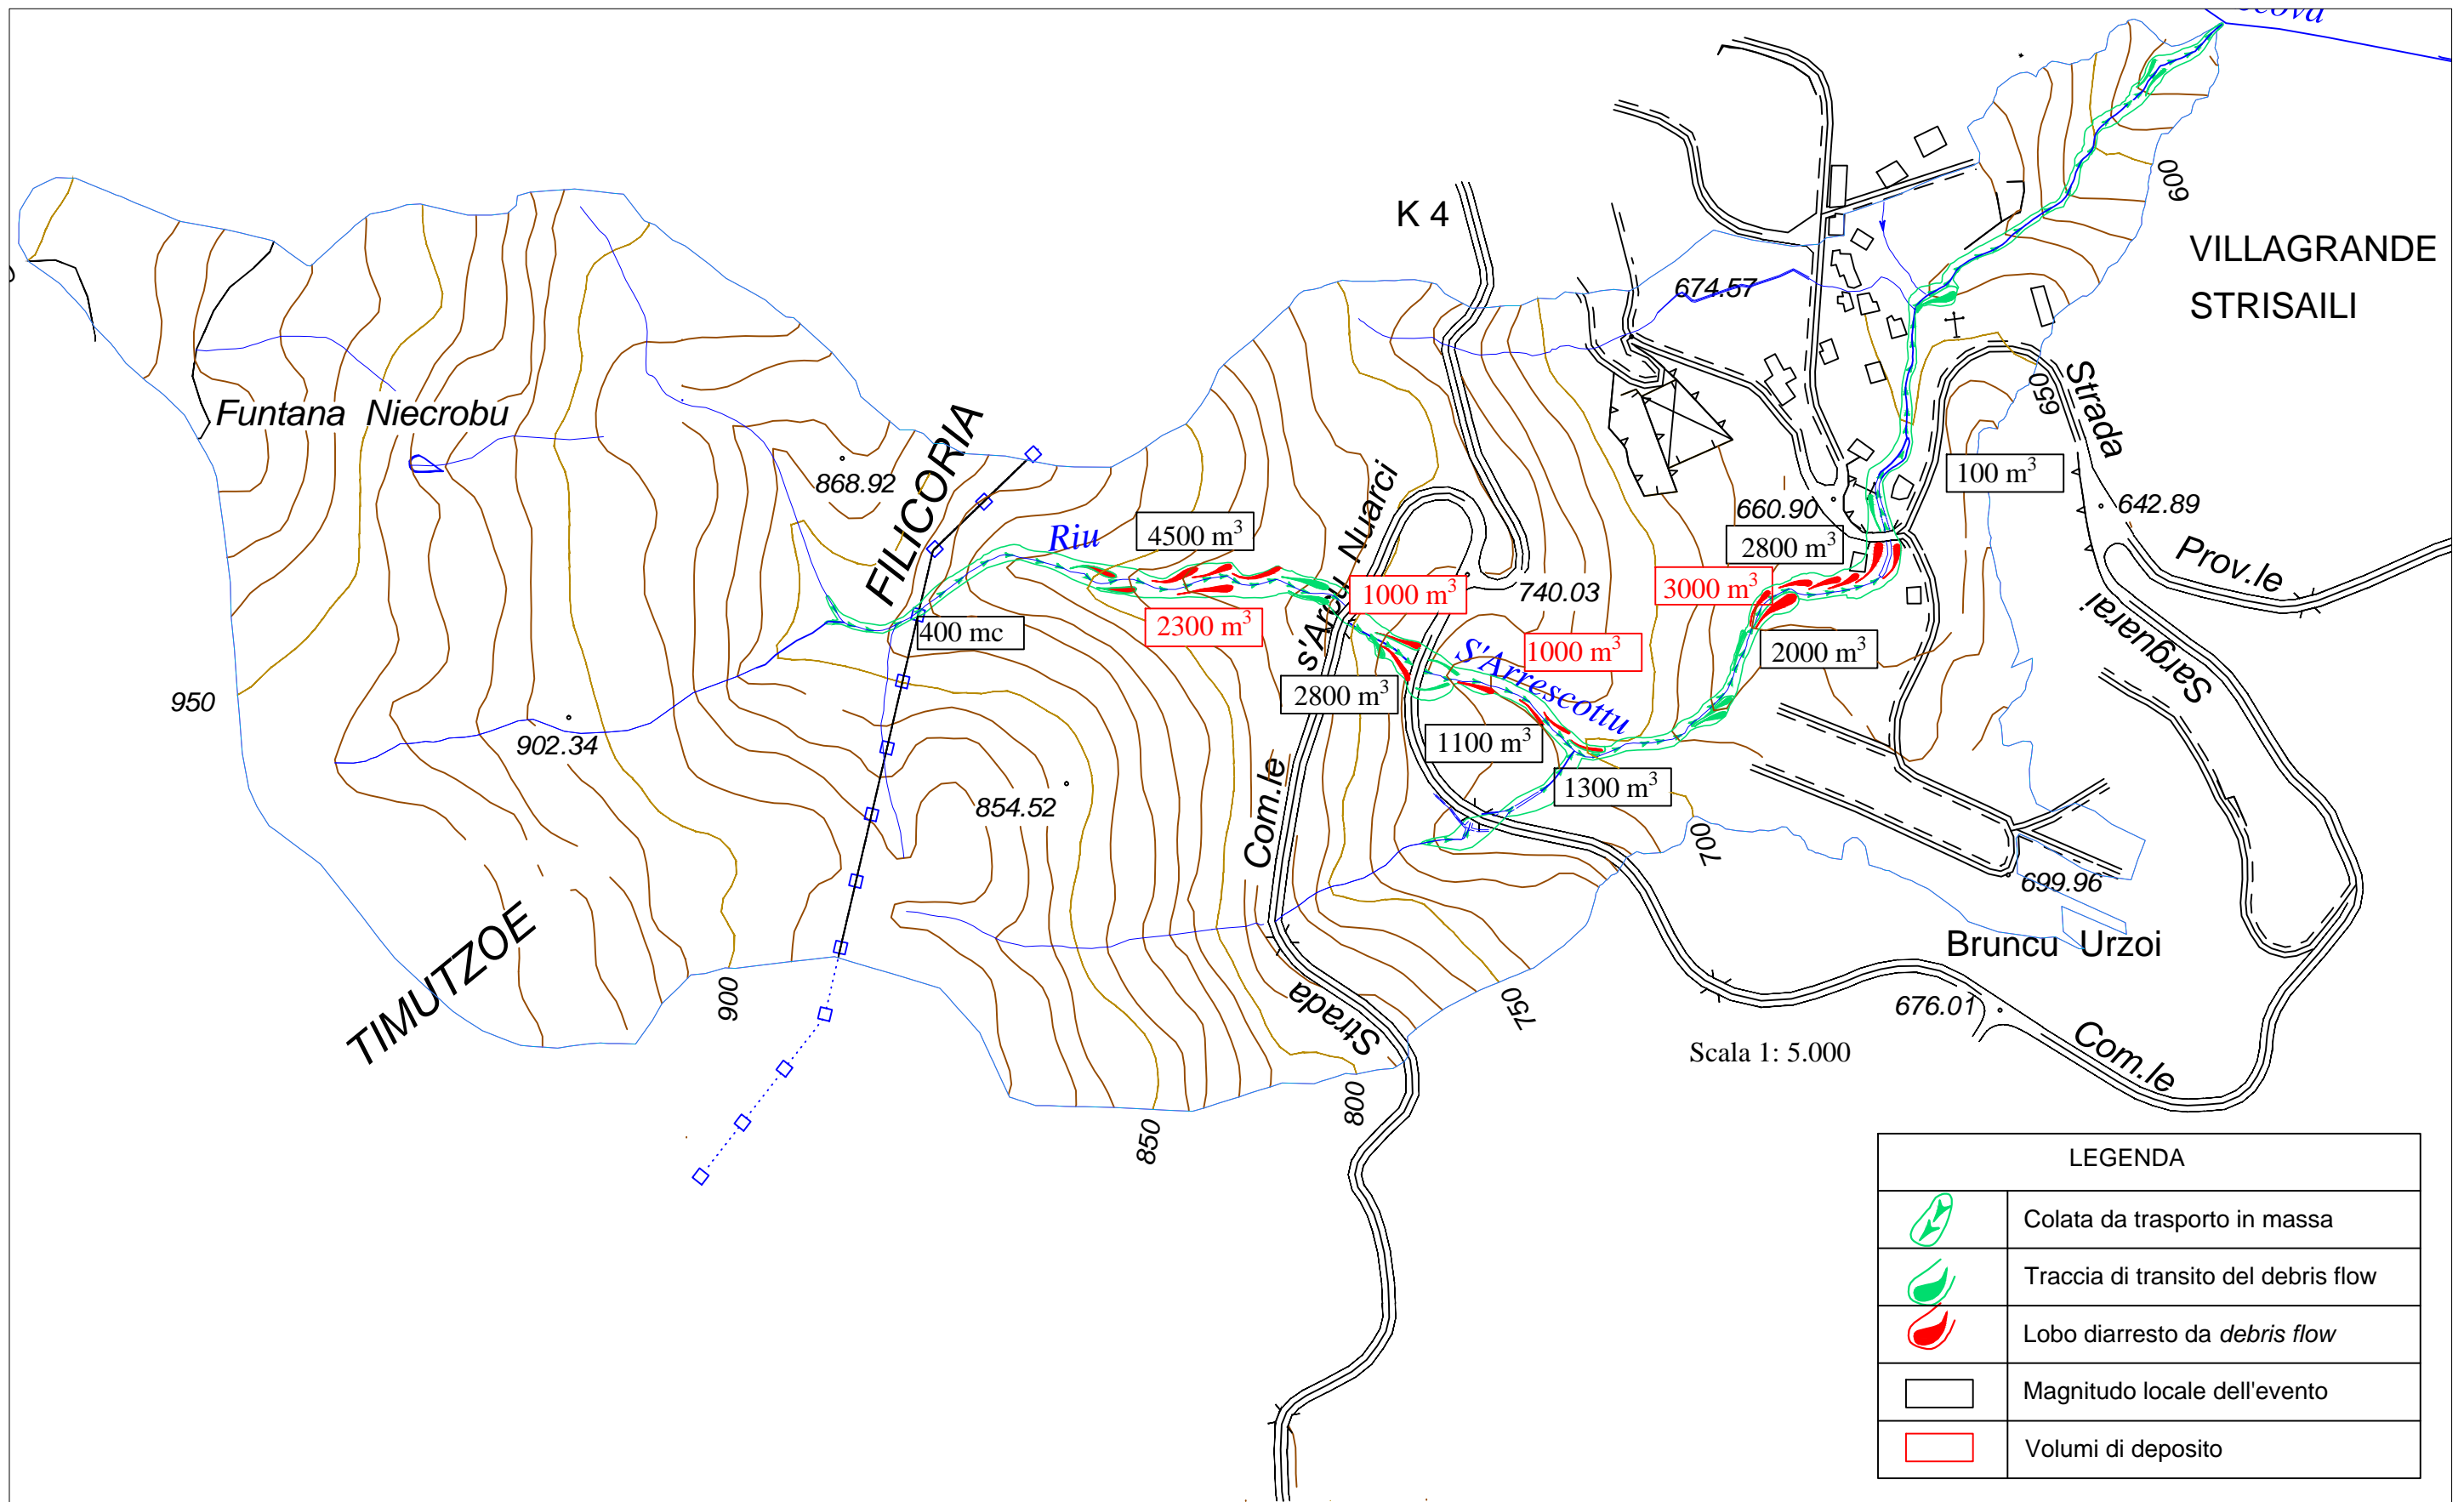 K 4
674.57
600
VILLAGRANDE
STRISAILI
Funtana Niecrobu
868.92
FILICORIA
Riu
4500 m³
s'Arcu Nuarci
660.90
2800 m³
100 m³
650
Strada
642.89
Prov.le
Sarguarai
400 mc
2300 m³
1000 m³
740.03
3000 m³
1000 m³
S'Arrescottu
2000 m³
950
902.34
2800 m³
1100 m³
1300 m³
854.52
Com.le
700
699.96
TIMUTZOE
900
Strada
750
Bruncu Urzoi
676.01
Com.le
Scala 1: 5.000
850
800
LEGENDA
Colata da trasporto in massa
Traccia di transito del debris flow
Lobo diarresto da debris flow
Magnitudo locale dell'evento
Volumi di deposito